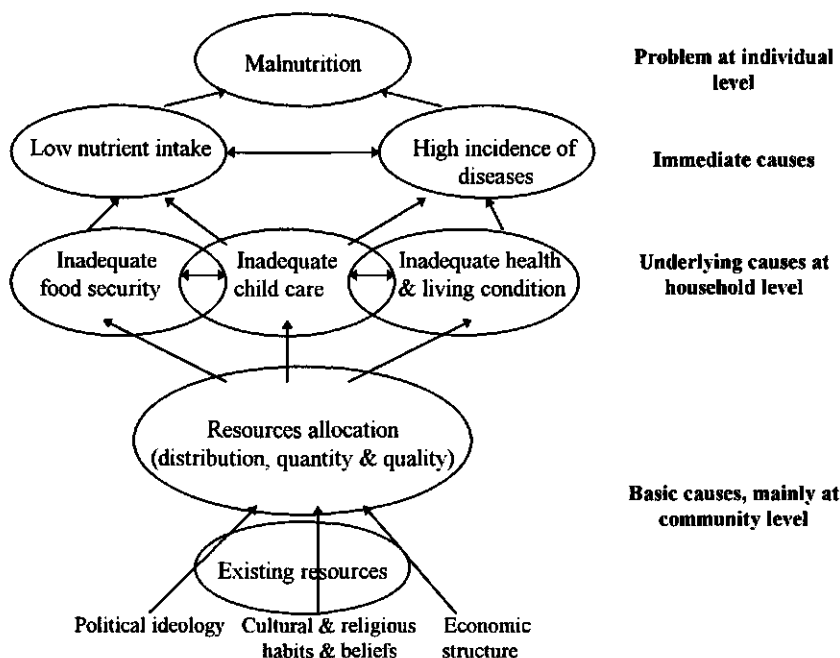 Malnutrition
Problem at individual
level
Low nutrient intake
High incidence of
diseases
Immediate causes
Inadequate
food security
Inadequate
child care
Inadequate health
& living condition
Underlying causes at
household level
Resources allocation
(distribution, quantity & quality)
Basic causes, mainly at
community level
Existing resources
Political ideology
Cultural & religious
habits & beliefs
Economic
structure